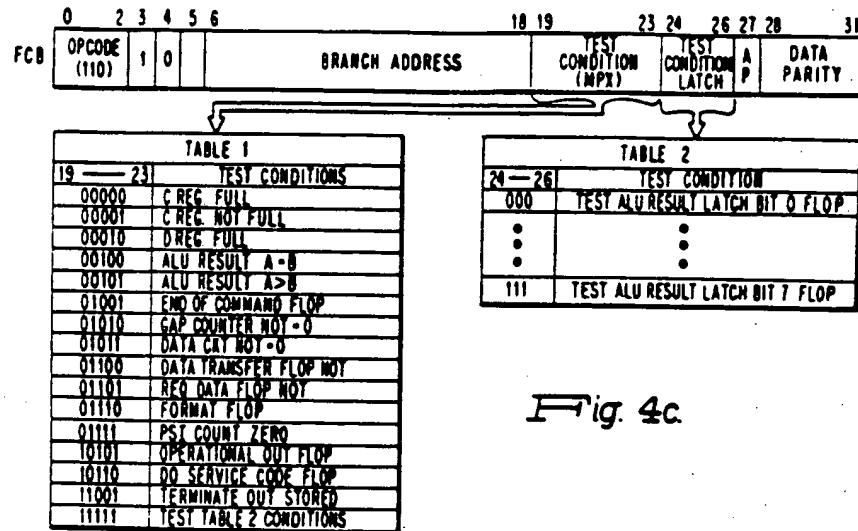 0 2 3 4 5 6 18 19 23 24 26 27 28 31
FCB OPCODE (110) 1 0 BRANCH ADDRESS TEST CONDITION (MPX) TEST CONDITION LATCH AP DATA PARITY
TABLE 1
19 — 23 TEST CONDITIONS
00000 C REG FULL
00001 C REG NOT FULL
00010 D REG FULL
00100 ALU RESULT A=B
00101 ALU RESULT A>B
01001 END OF COMMAND FLOP
01010 GAP COUNTER NOT=0
01011 DATA CNT NOT=0
01100 DATA TRANSFER FLOP NOT
01101 REQ DATA FLOP NOT
01110 FORMAT FLOP
01111 PSI COUNT ZERO
10101 OPERATIONAL OUT FLOP
10110 DO SERVICE CODE FLOP
11001 TERMINATE OUT STORED
11111 TEST TABLE 2 CONDITIONS
TABLE 2
24 — 26 TEST CONDITION
000 TEST ALU RESULT LATCH BIT 0 FLOP
111 TEST ALU RESULT LATCH BIT 7 FLOP
Fig. 4c.